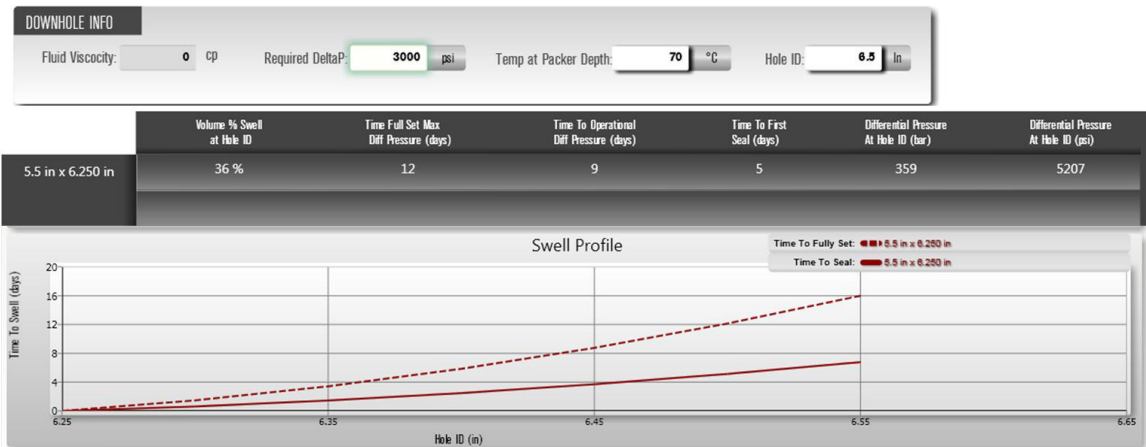 DOWNHOLE INFO
Fluid Viscocity: 0 cp Required DeltaP: 3000 psi Temp at Packer Depth: 70 °C Hole ID: 6.5 In
Volume % Swell Time Full Set Max Time To Operational Time To First Differential Pressure Differential Pressure
at Hole ID Diff Pressure (days) Diff Pressure (days) Seal (days) At Hole ID (bar) At Hole ID (psi)
5.5 in x 6.250 in 36 % 12 9 5 359 5207
Swell Profile
Time To Fully Set: 5.5 in x 6.250 in
Time To Seal: 5.5 in x 6.250 in
Time To Swell (days)
20
16
12
8
4
0
6.25 6.35 6.45 6.55 6.65
Hole ID (in)